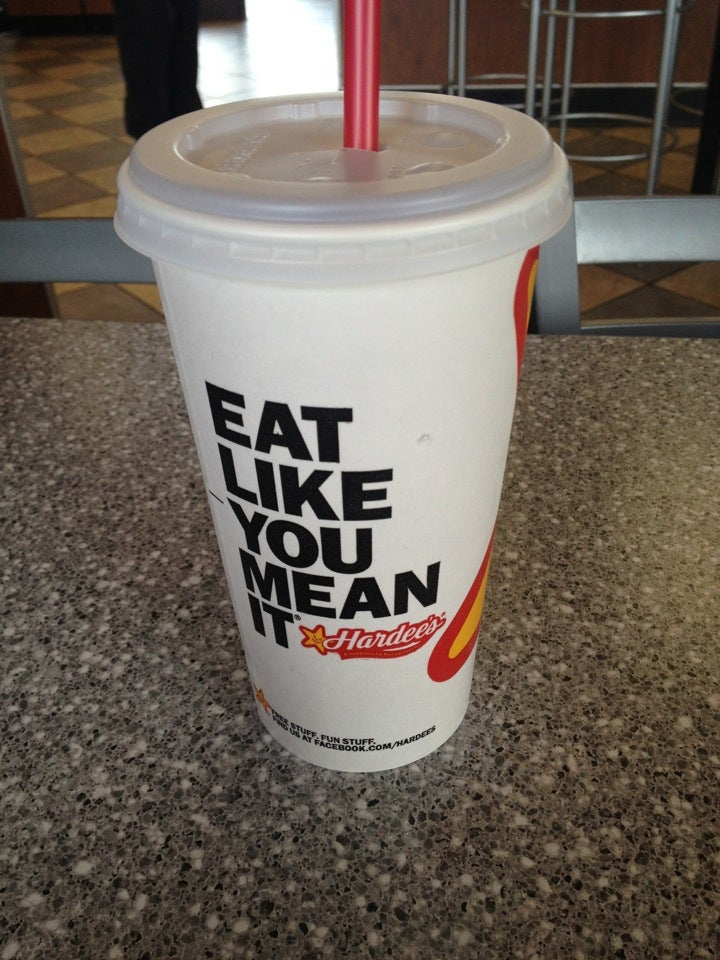 EAT
LIKE
YOU
MEAN
IT®
Hardee's
FREE STUFF. FUN STUFF.
FIND US AT FACEBOOK.COM/HARDEES